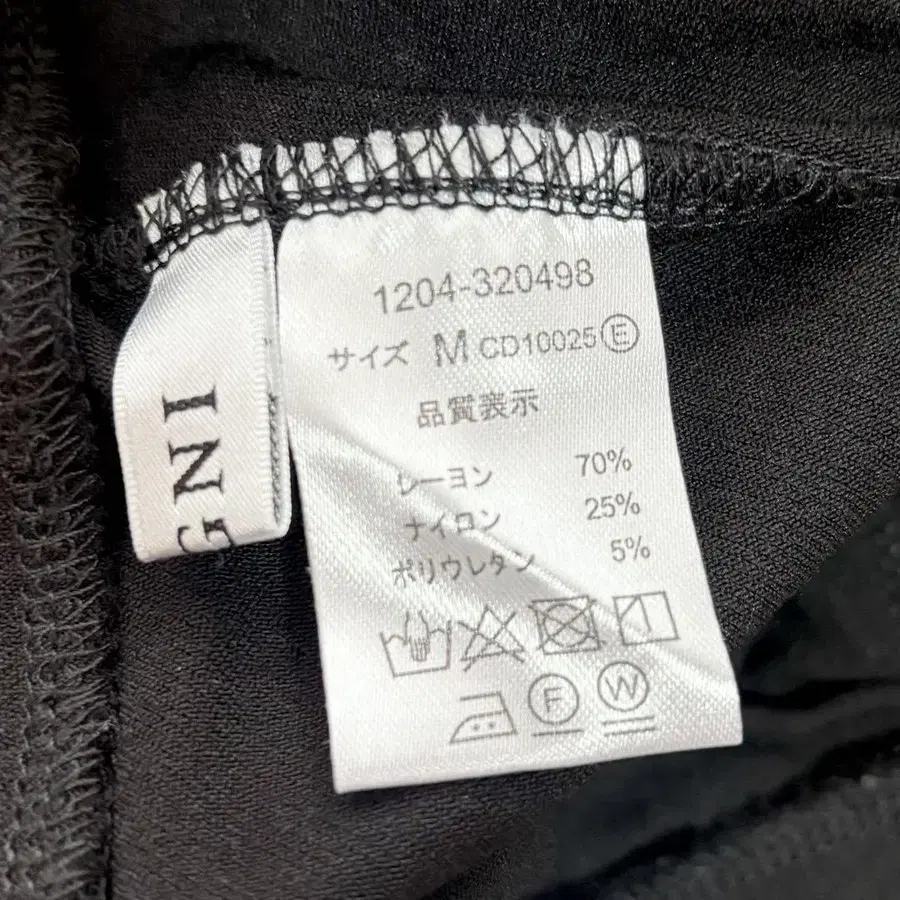 GNI
1204-320498
サイズ M CD10025 Ⓔ
品質表示
レーヨン 70%
ナイロン 25%
ポリウレタン 5%
F W